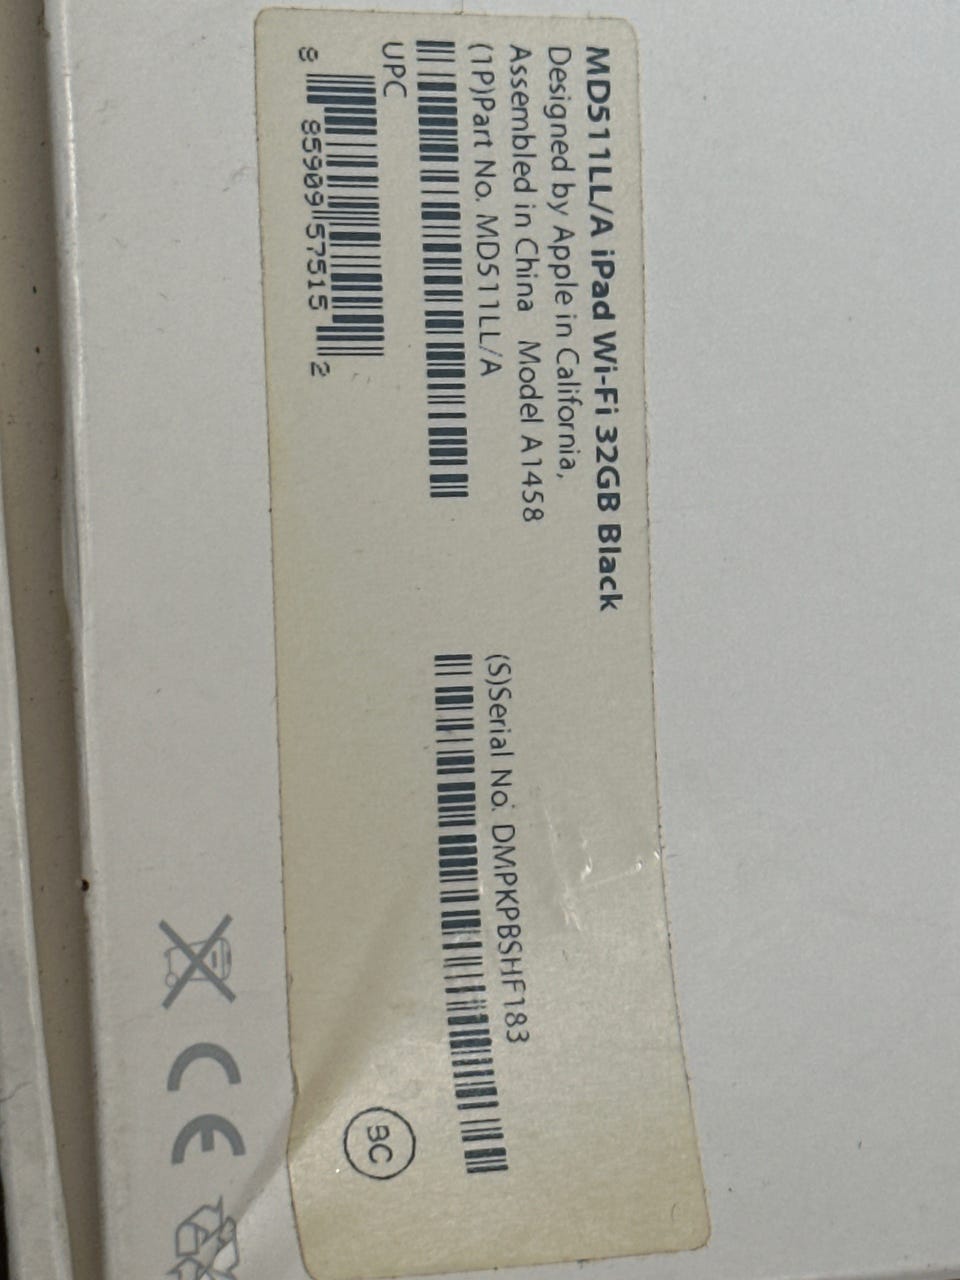 MD511LL/A iPad Wi-Fi 32GB Black
Designed by Apple in California,
Assembled in China Model A1458
(1P)Part No. MD511LL/A
(S)Serial No. DMPKPBSHF183
UPC
8 85909 57515 2
BC
CE